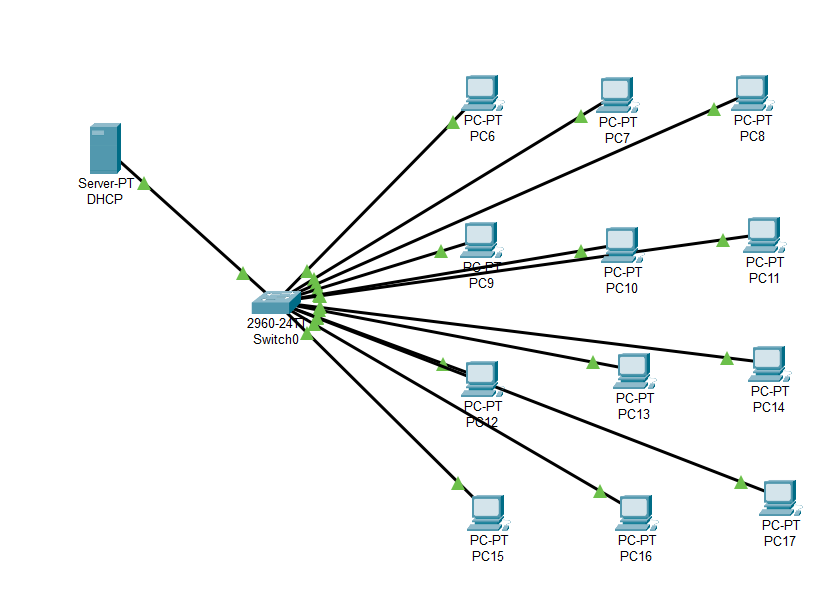 PC-PT
PC6
PC-PT
PC7
PC-PT
PC8
Server-PT
DHCP
PC-PT
PC9
PC-PT
PC10
PC-PT
PC11
2960-24TT
Switch0
PC-PT
PC12
PC-PT
PC13
PC-PT
PC14
PC-PT
PC15
PC-PT
PC16
PC-PT
PC17